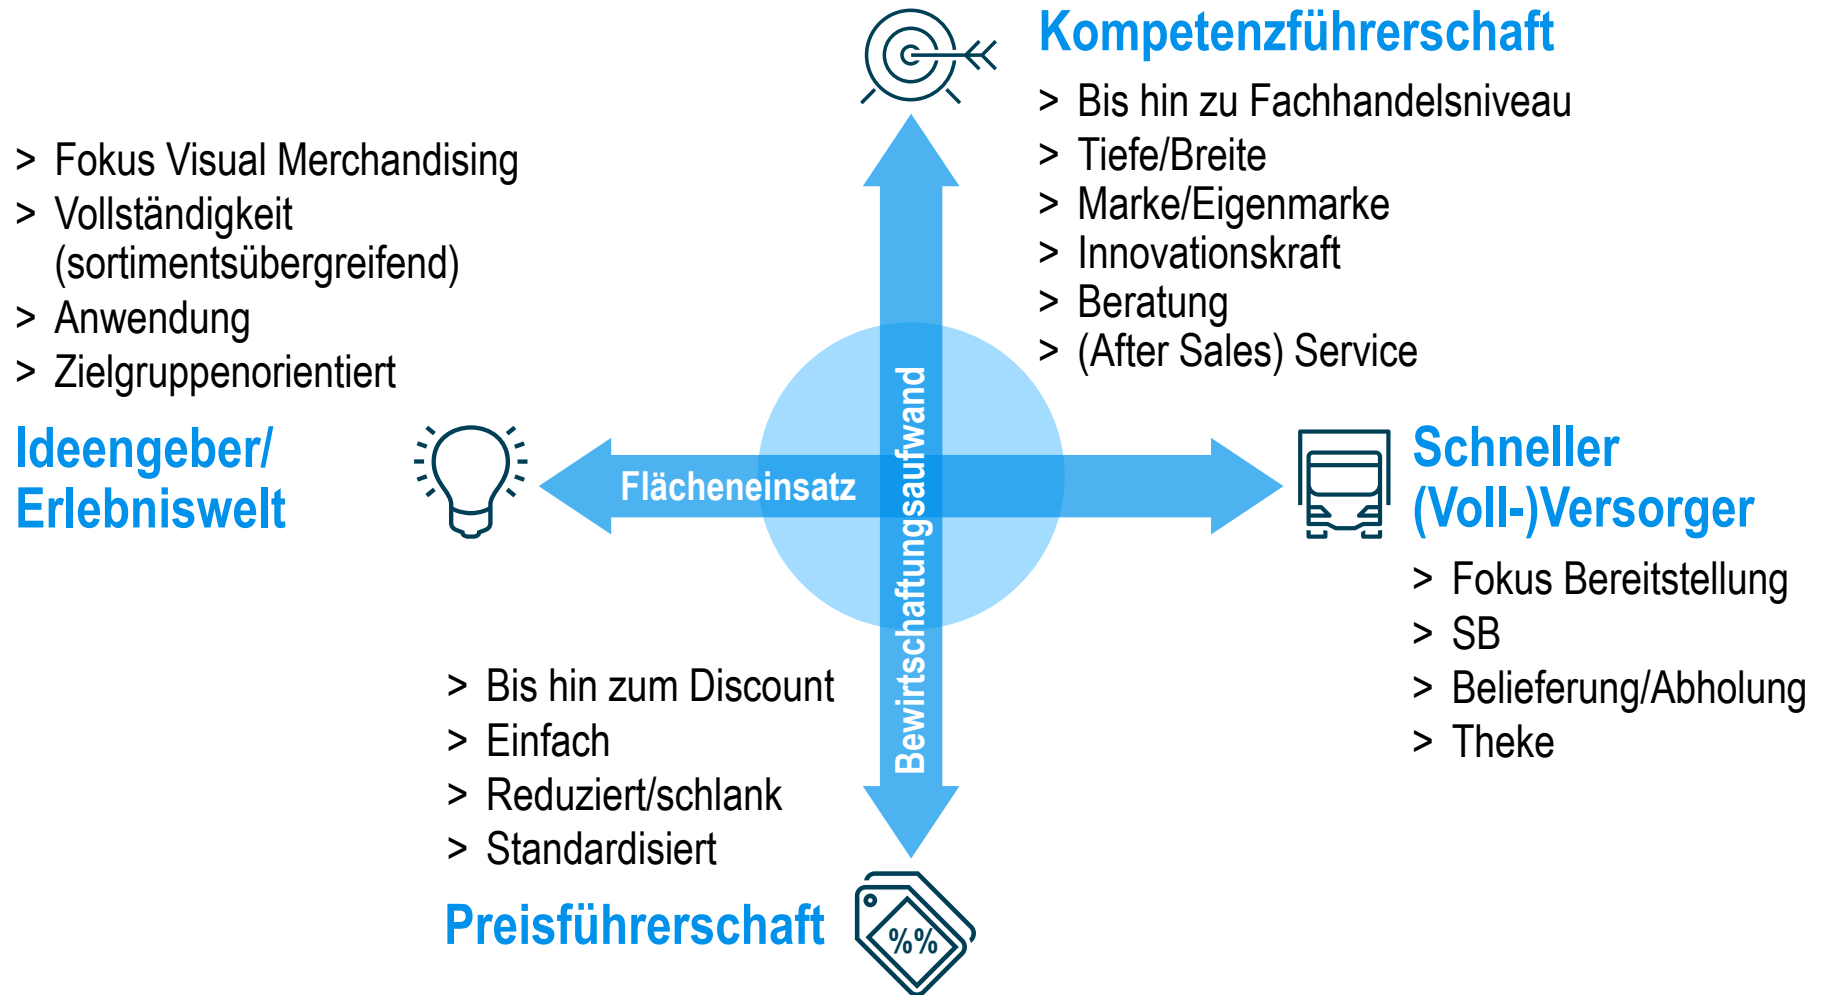 Kompetenzführerschaft
> Bis hin zu Fachhandelsniveau
> Tiefe/Breite
> Marke/Eigenmarke
> Innovationskraft
> Beratung
> (After Sales) Service
> Fokus Visual Merchandising
> Vollständigkeit
(sortimentsübergreifend)
> Anwendung
> Zielgruppenorientiert
Ideengeber/
Erlebniswelt
Flächeneinsatz
Bewirtschaftungsaufwand
Schneller
(Voll-)Versorger
> Fokus Bereitstellung
> SB
> Belieferung/Abholung
> Theke
> Bis hin zum Discount
> Einfach
> Reduziert/schlank
> Standardisiert
Preisführerschaft
%%